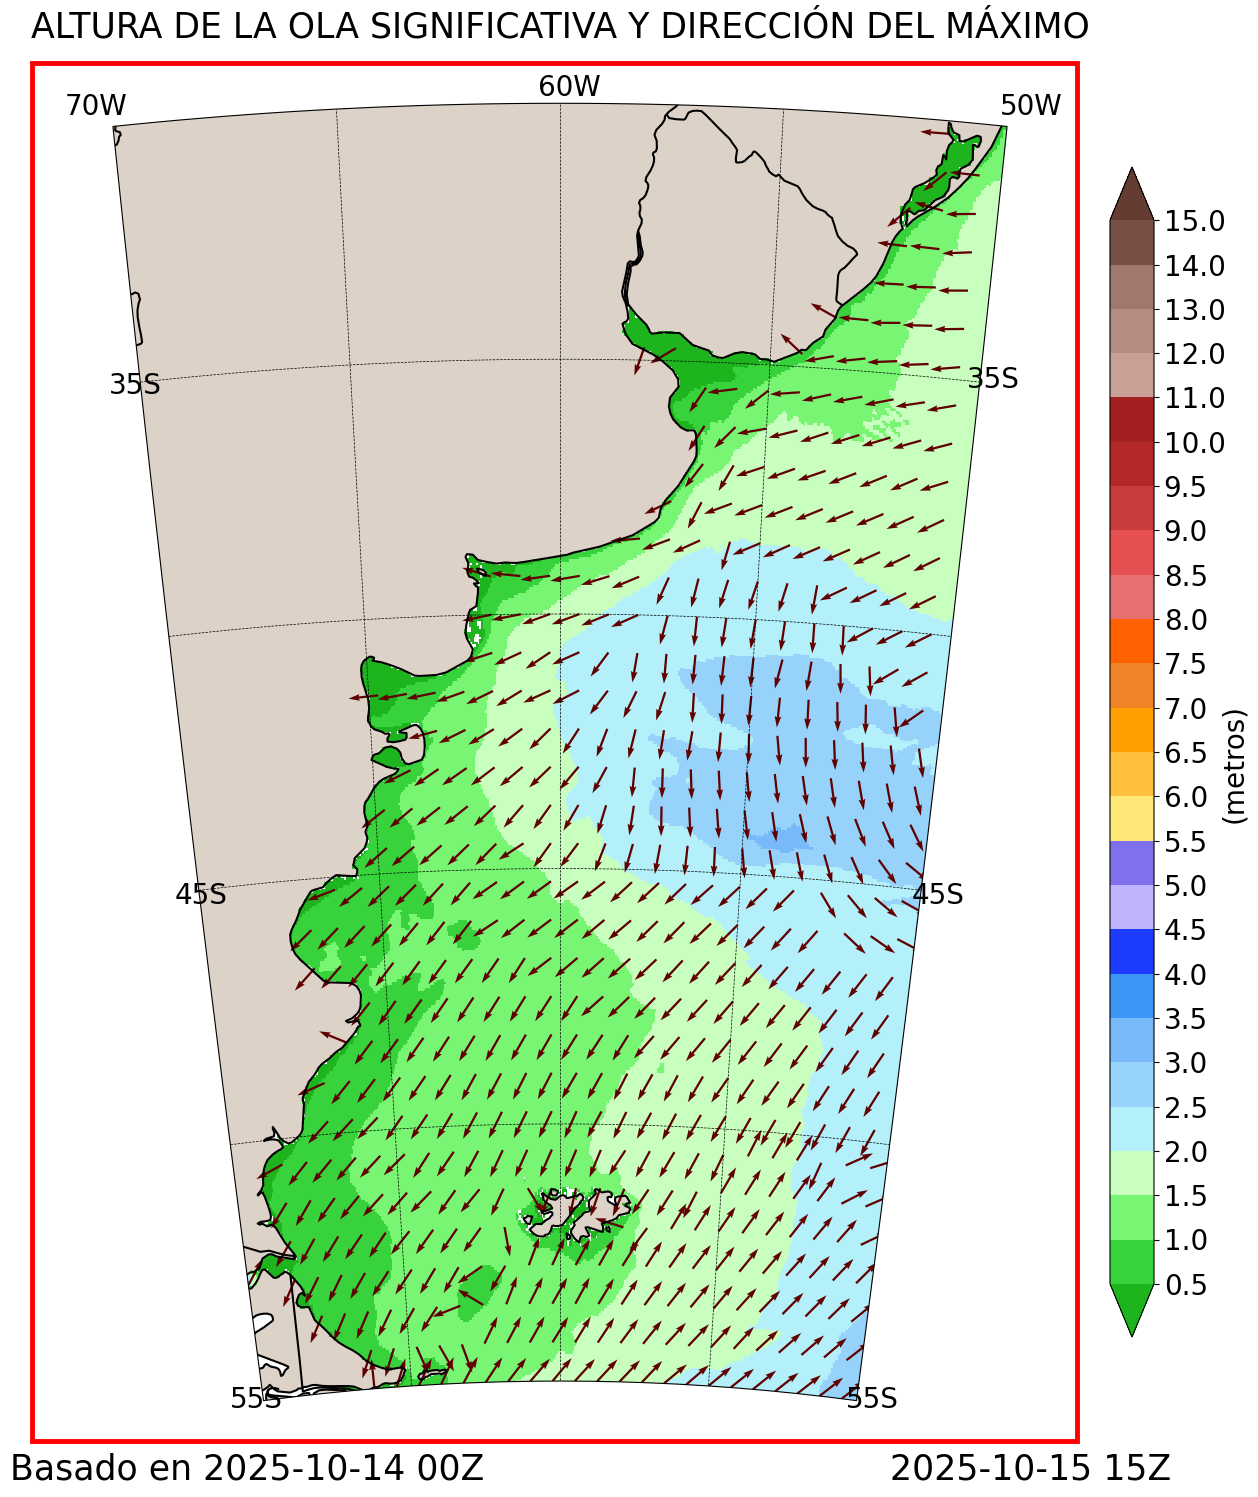 ALTURA DE LA OLA SIGNIFICATIVA Y DIRECCIÓN DEL MÁXIMO
70W
60W
50W
35S
35S
45S
45S
55S
55S
15.0
14.0
13.0
12.0
11.0
10.0
9.5
9.0
8.5
8.0
7.5
7.0
6.5
6.0
5.5
5.0
4.5
4.0
3.5
3.0
2.5
2.0
1.5
1.0
0.5
(metros)
Basado en 2025-10-14 00Z
2025-10-15 15Z